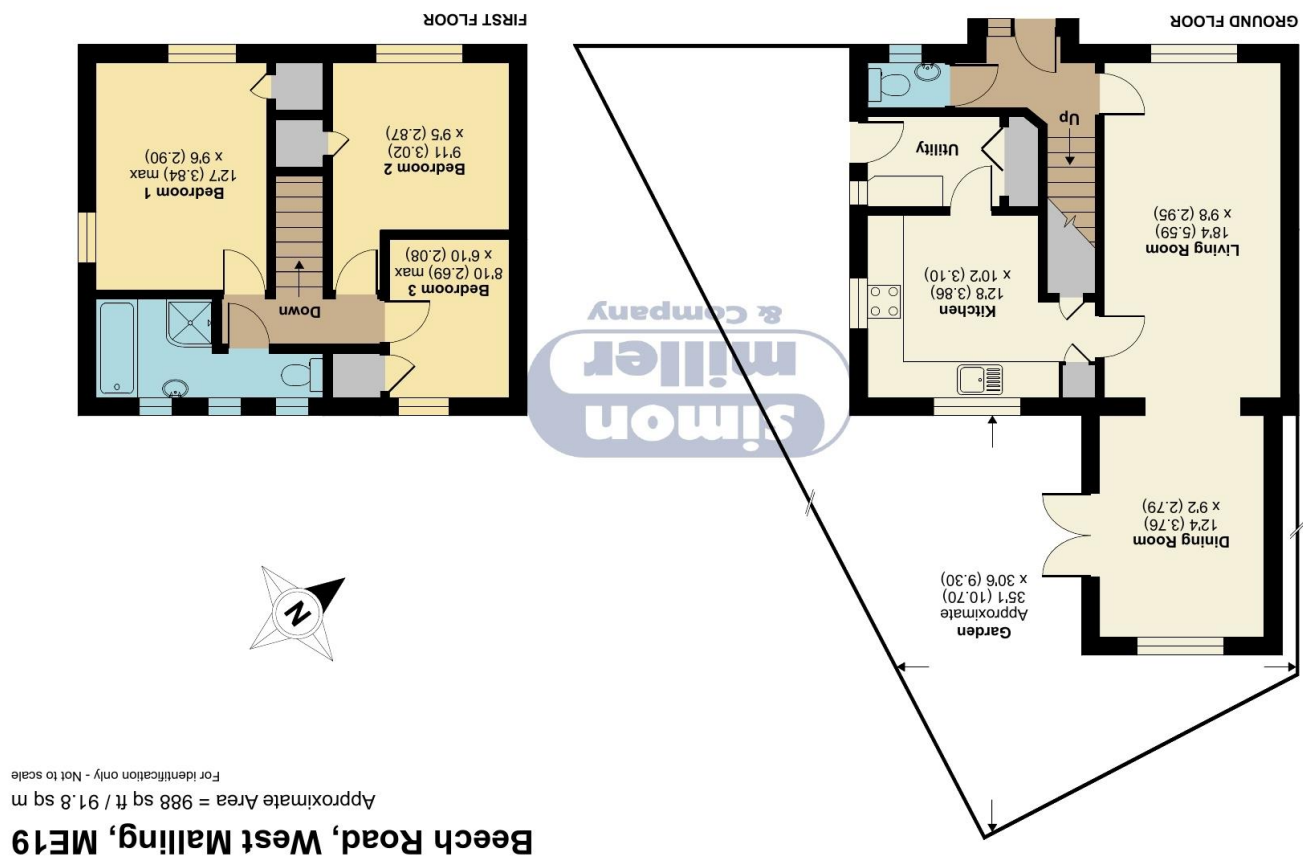 Beech Road, West Malling, ME19
Approximate Area = 988 sq ft / 91.8 sq m
For identification only - Not to scale
N
Garden
Approximate
35'1 (10.70)
x 30'6 (9.30)
Dining Room
12'4 (3.76)
x 9'2 (2.79)
simon
miller
& Company
Kitchen
12'8 (3.86)
x 10'2 (3.10)
Living Room
18'4 (5.59)
x 9'8 (2.95)
Utility
Up
GROUND FLOOR
Down
Bedroom 3
8'10 (2.69) max
x 6'10 (2.08)
Bedroom 2
9'11 (3.02)
x 9'5 (2.87)
Bedroom 1
12'7 (3.84) max
x 9'6 (2.90)
FIRST FLOOR